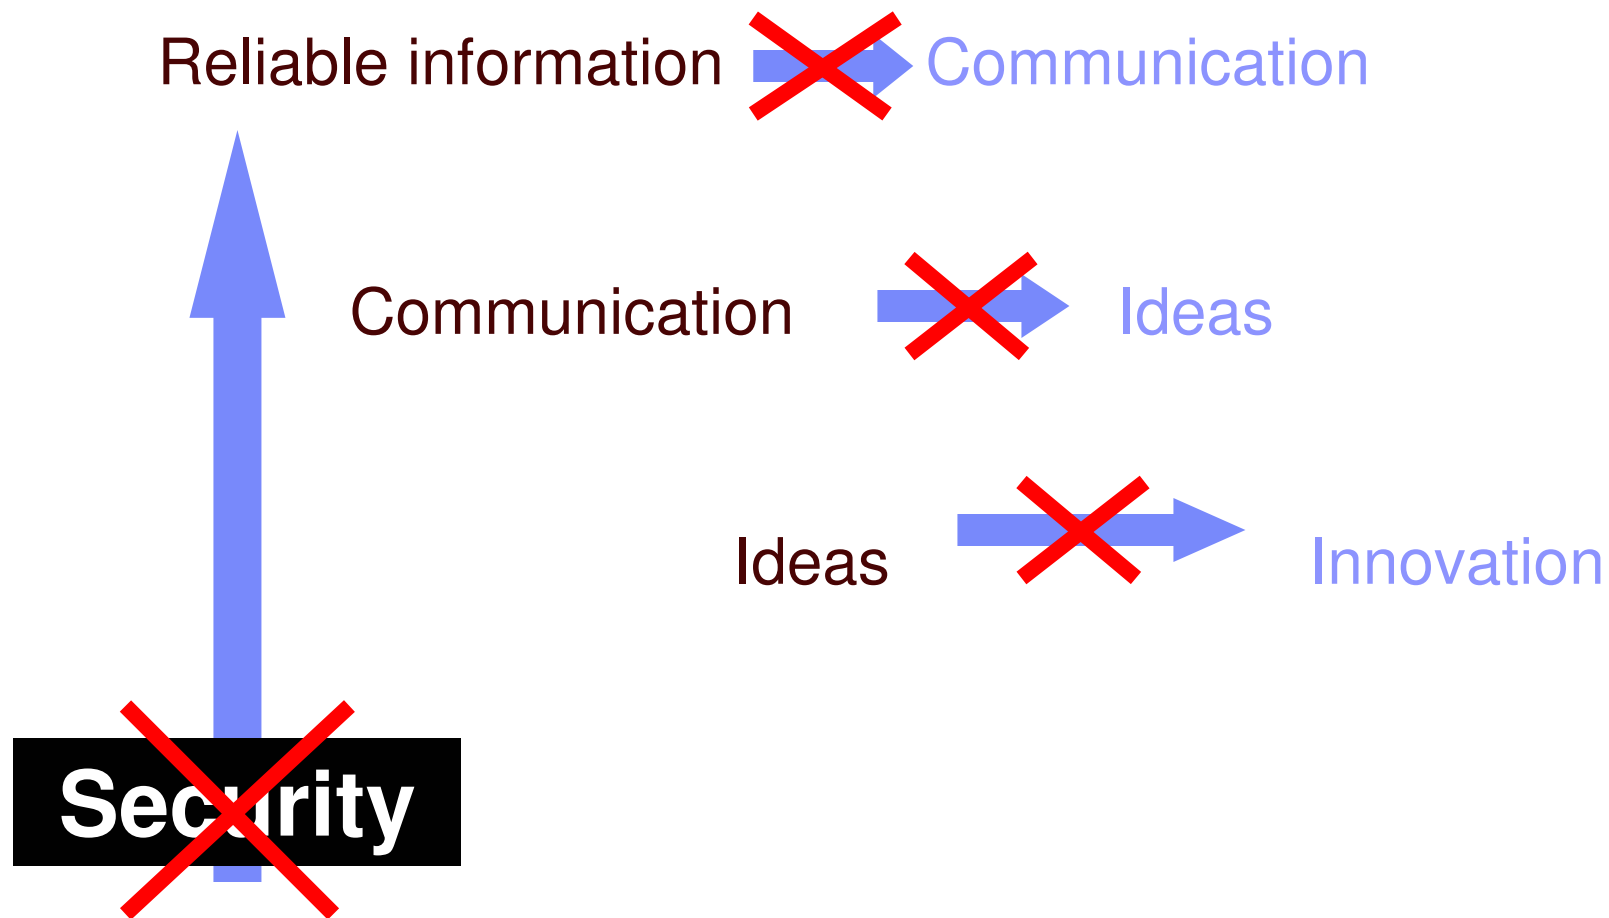 Reliable information Communication
Communication Ideas
Ideas Innovation
Security